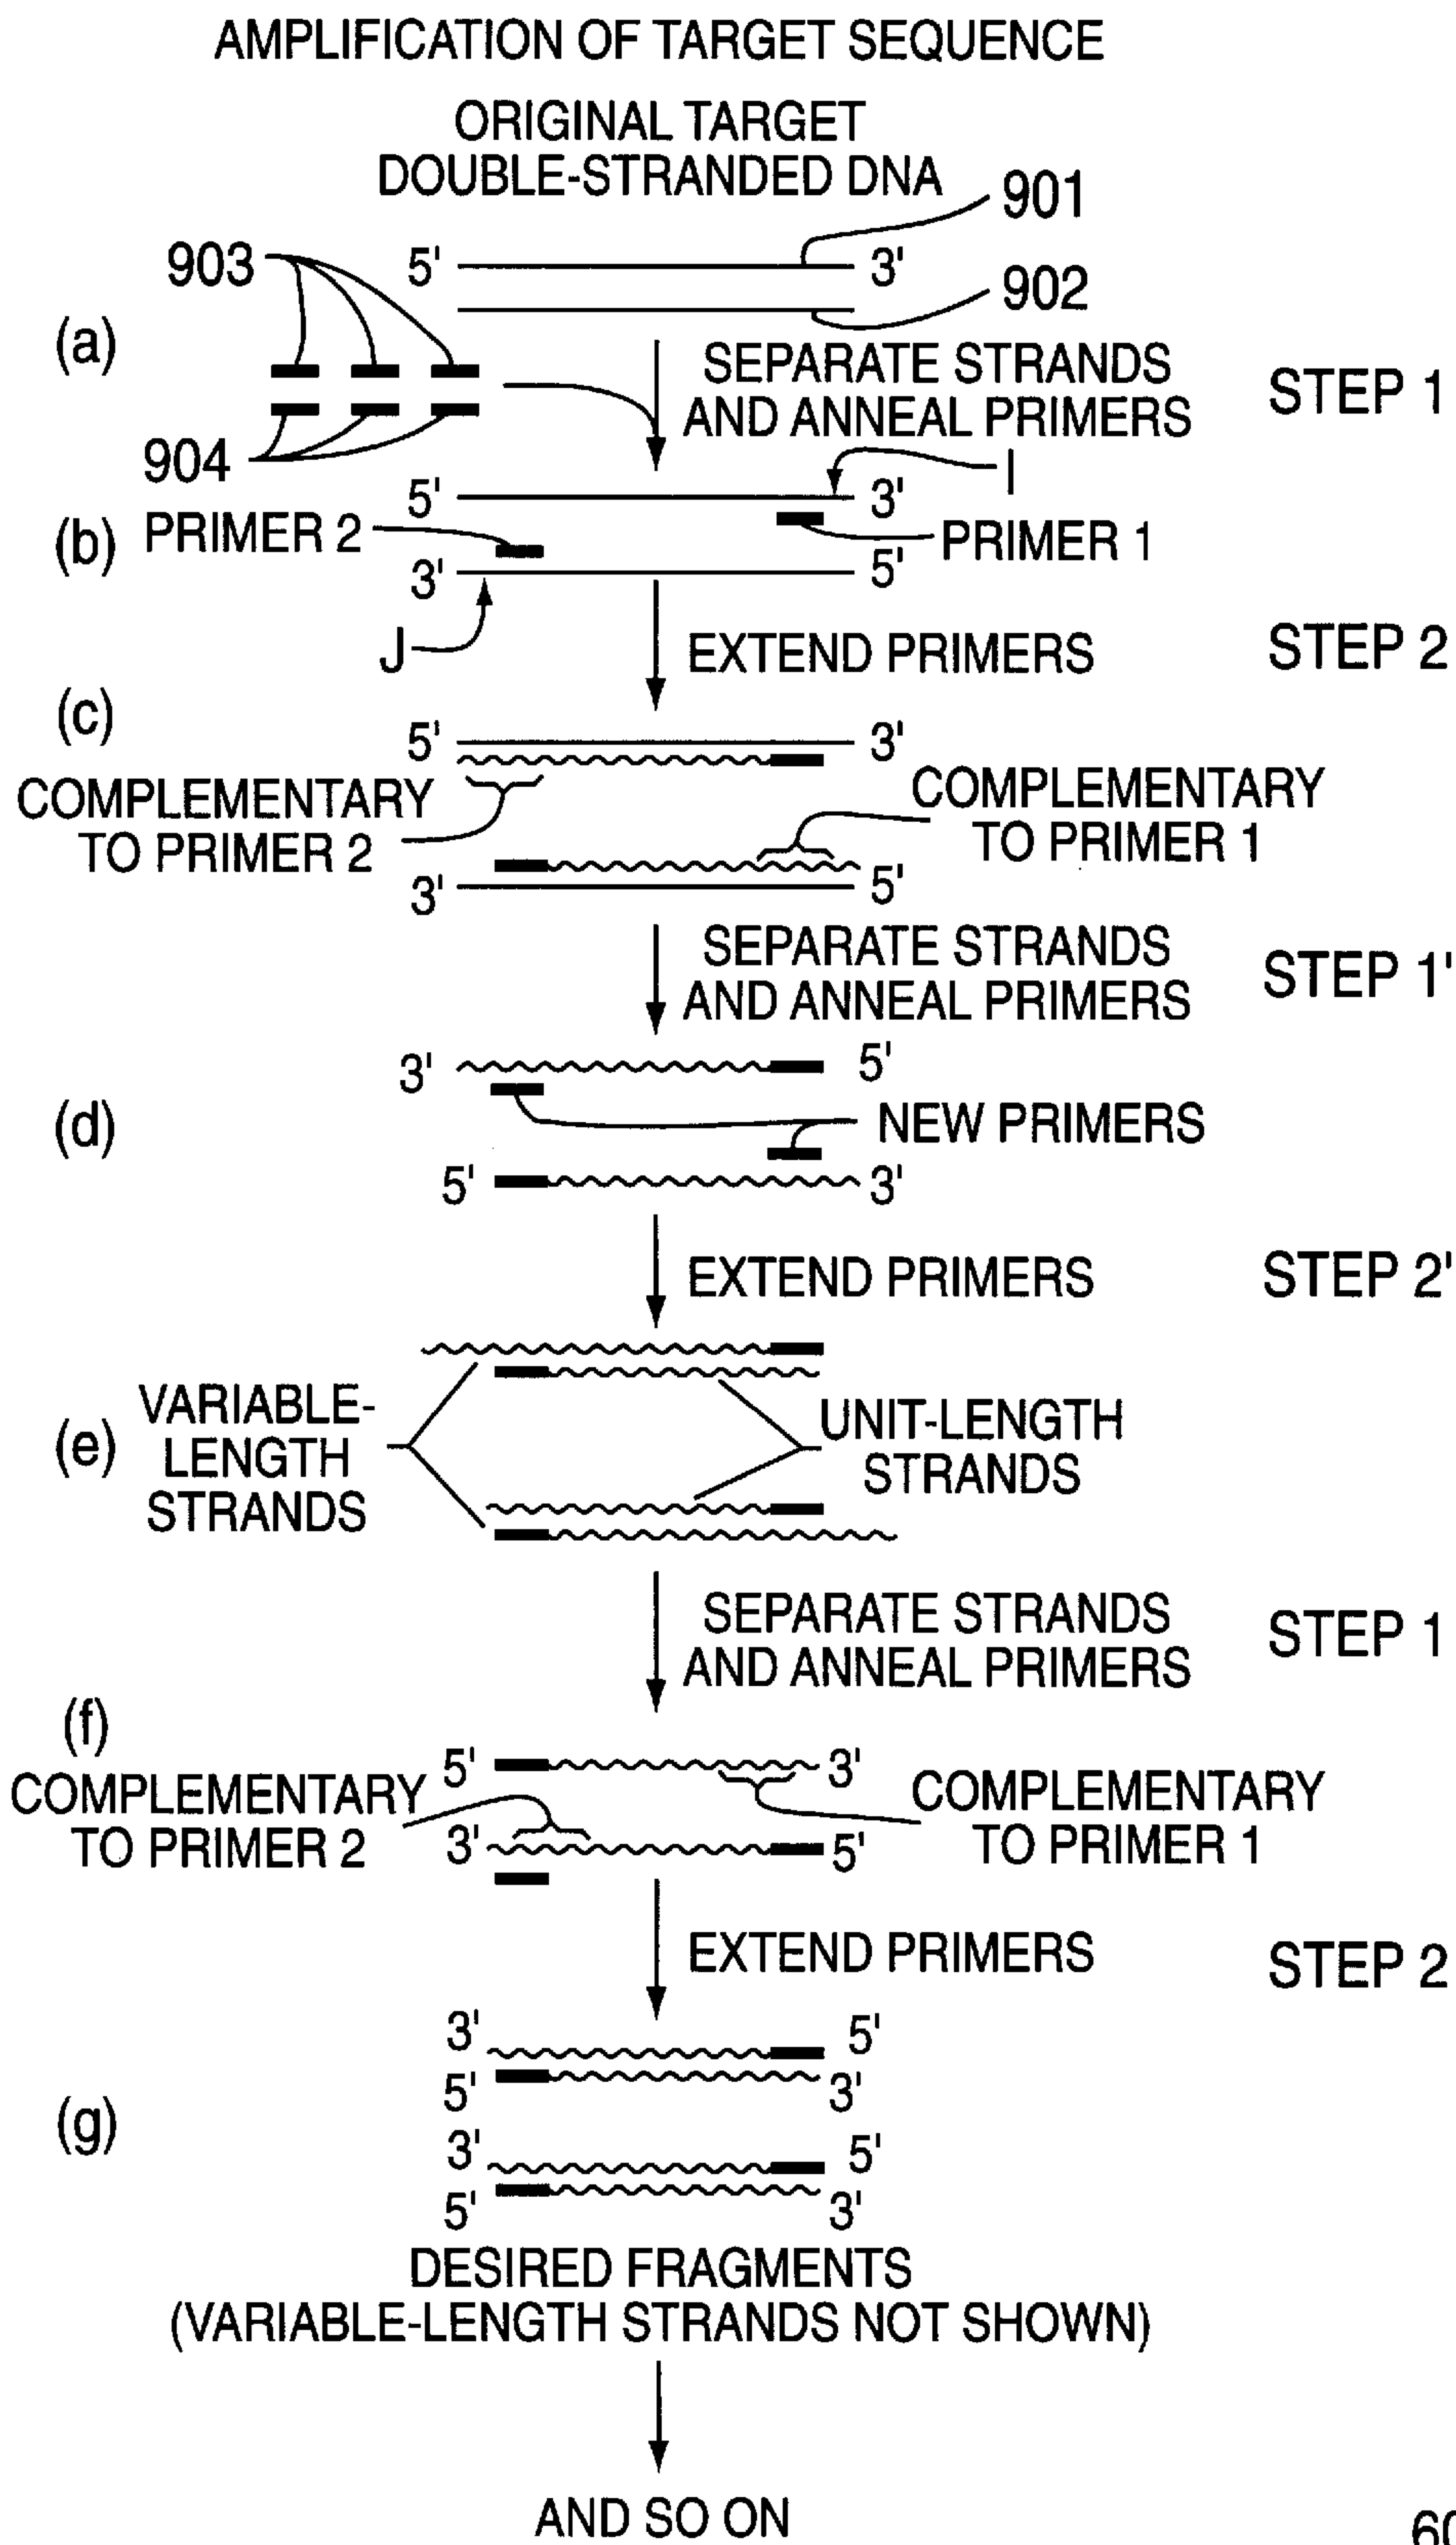 AMPLIFICATION OF TARGET SEQUENCE
ORIGINAL TARGET
DOUBLE-STRANDED DNA
901
903
5'
3'
902
(a)
SEPARATE STRANDS
AND ANNEAL PRIMERS
STEP 1
904
5'
3'
I
(b)
PRIMER 2
PRIMER 1
3'
5'
J
EXTEND PRIMERS
STEP 2
(c)
5'
3'
COMPLEMENTARY
TO PRIMER 2
COMPLEMENTARY
TO PRIMER 1
3'
5'
SEPARATE STRANDS
AND ANNEAL PRIMERS
STEP 1'
3'
5'
(d)
NEW PRIMERS
5'
3'
EXTEND PRIMERS
STEP 2'
(e)
VARIABLE-
LENGTH
STRANDS
UNIT-LENGTH
STRANDS
SEPARATE STRANDS
AND ANNEAL PRIMERS
STEP 1
(f)
5'
3'
COMPLEMENTARY
TO PRIMER 2
COMPLEMENTARY
TO PRIMER 1
3'
5'
EXTEND PRIMERS
STEP 2
3'
5'
5'
3'
(g)
3'
5'
5'
3'
DESIRED FRAGMENTS
(VARIABLE-LENGTH STRANDS NOT SHOWN)
AND SO ON